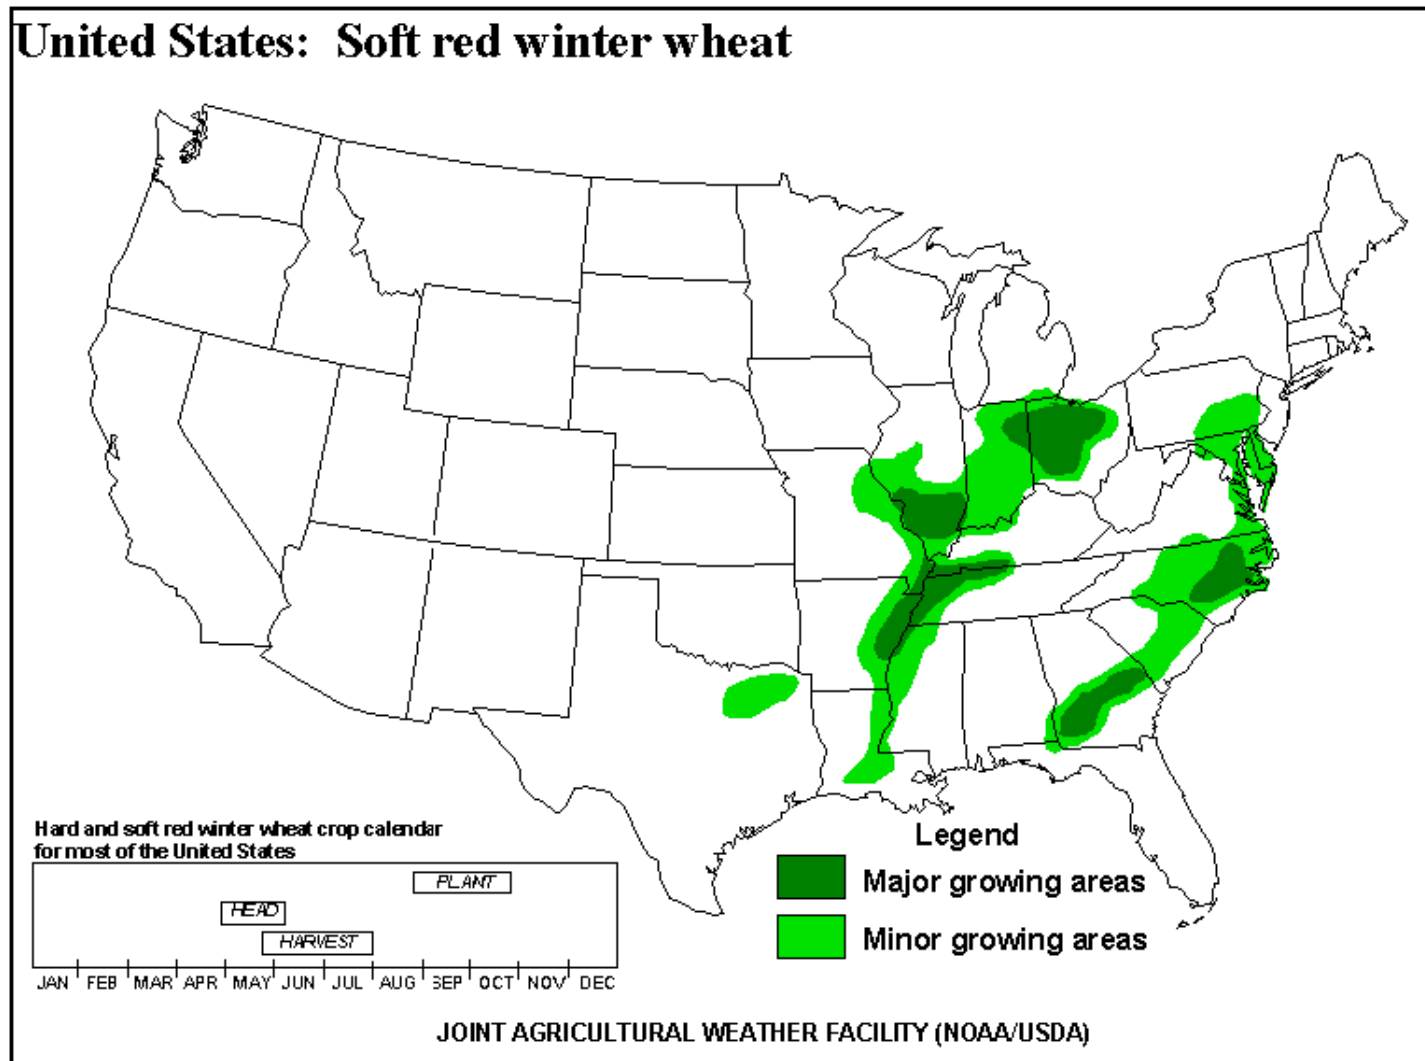 United States: Soft red winter wheat
Hard and soft red winter wheat crop calendar
for most of the United States
PLANT
HEAD
HARVEST
JAN FEB MAR APR MAY JUN JUL AUG SEP OCT NOV DEC
Legend
Major growing areas
Minor growing areas
JOINT AGRICULTURAL WEATHER FACILITY (NOAA/USDA)